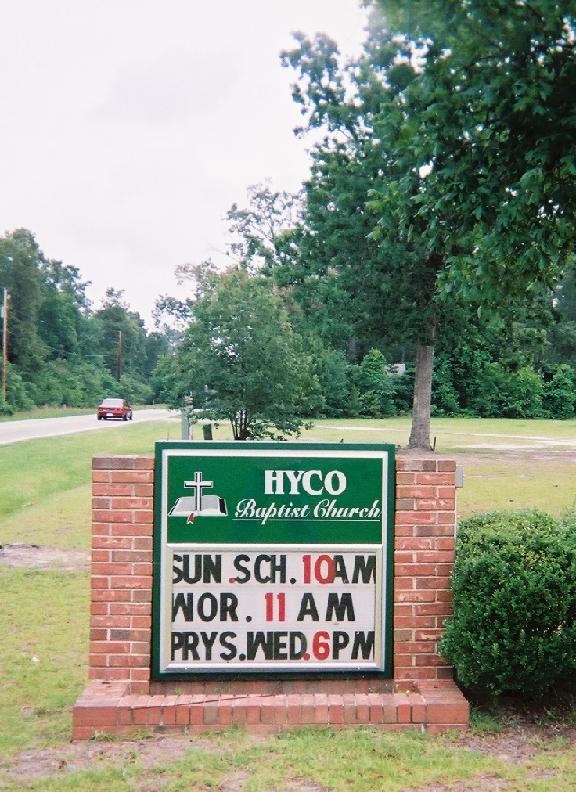 HYCO
Baptist Church
SUN.SCH.10AM
WOR. 11 AM
PRYS.WED.6PM